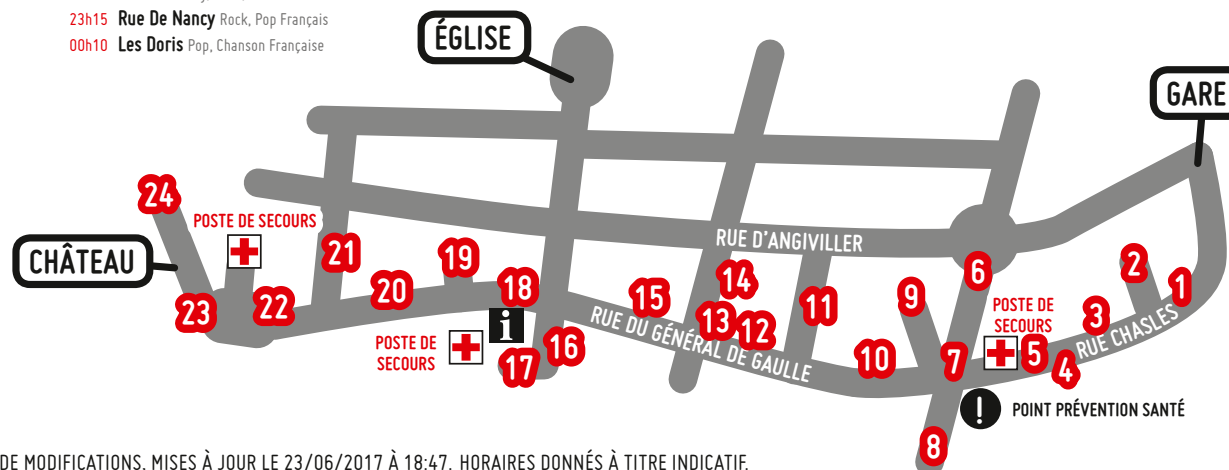 23h15 Rue De Nancy Rock, Pop Français
00h10 Les Doris Pop, Chanson Française
ÉGLISE
GARE
24
POSTE DE SECOURS
CHÂTEAU
21
19
RUE D'ANGIVILLER
23
22
20
18
i
15
14
13
12
11
9
6
2
1
3
POSTE DE
SECOURS
5
4
RUE CHASLES
RUE DU GÉNÉRAL DE GAULLE
POSTE DE
SECOURS
17
16
10
7
8
!
POINT PRÉVENTION SANTÉ
DE MODIFICATIONS. MISES À JOUR LE 23/06/2017 À 18:47. HORAIRES DONNÉS À TITRE INDICATIF.